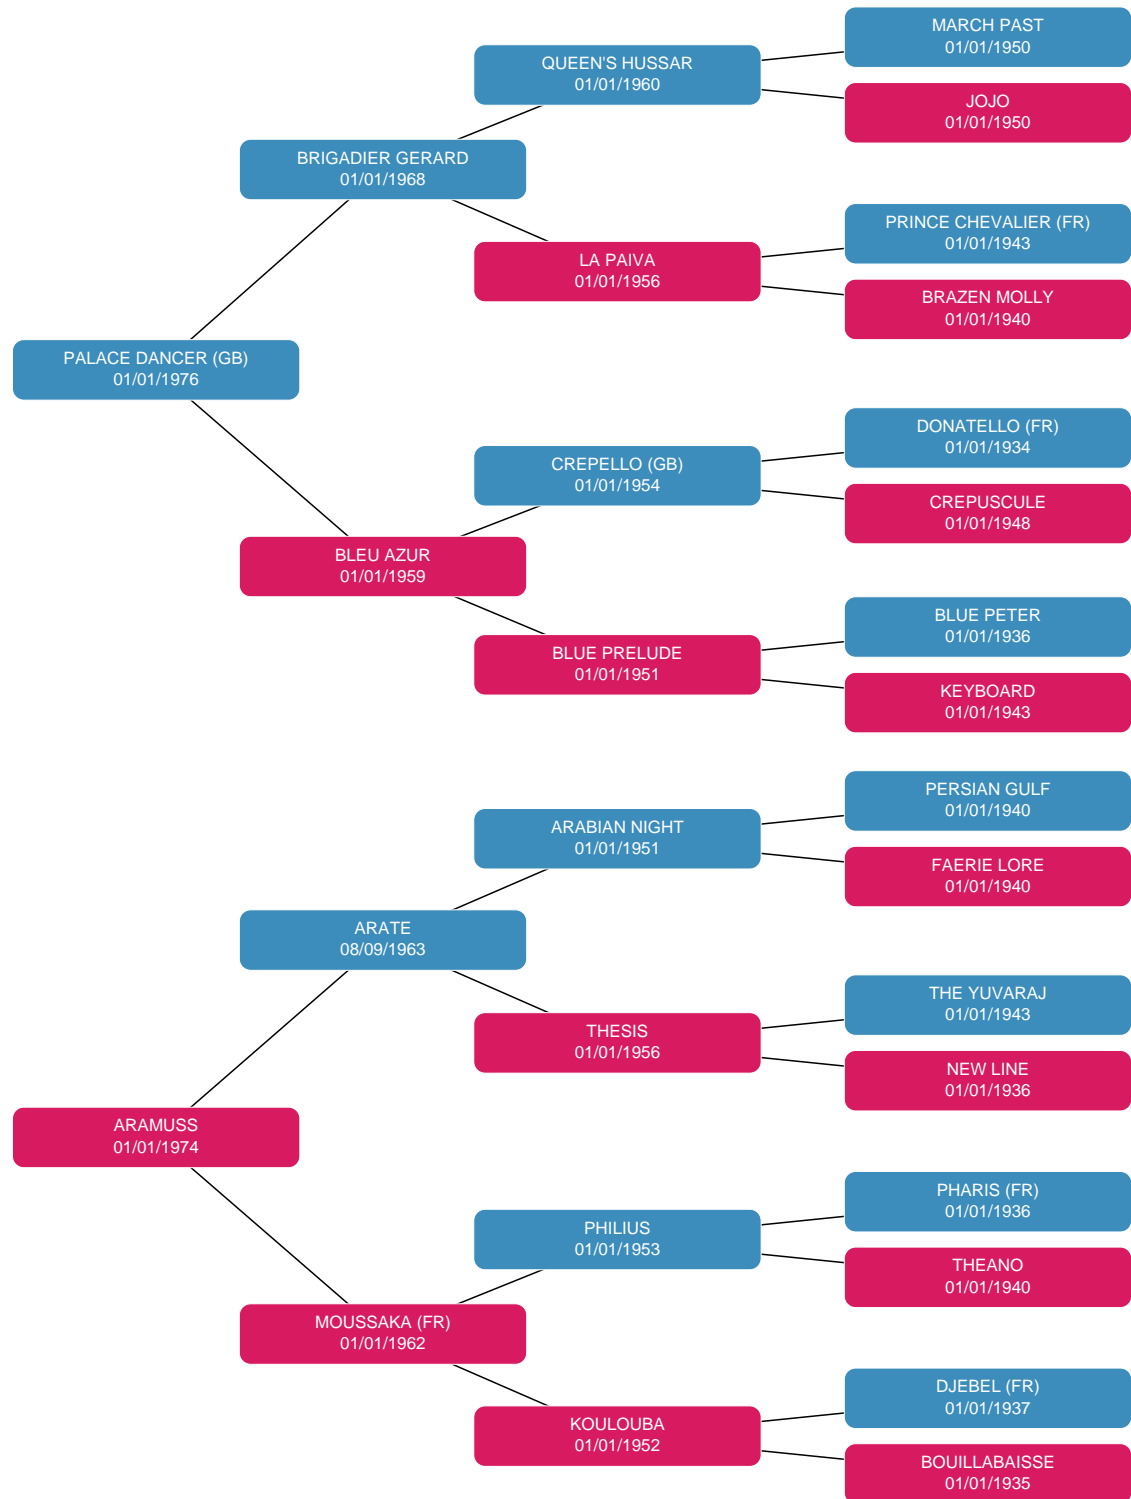 MARCH PAST
01/01/1950
QUEEN'S HUSSAR
01/01/1960
JOJO
01/01/1950
BRIGADIER GERARD
01/01/1968
PRINCE CHEVALIER (FR)
01/01/1943
LA PAIVA
01/01/1956
BRAZEN MOLLY
01/01/1940
PALACE DANCER (GB)
01/01/1976
DONATELLO (FR)
01/01/1934
CREPELLO (GB)
01/01/1954
CREPUSCULE
01/01/1948
BLEU AZUR
01/01/1959
BLUE PETER
01/01/1936
BLUE PRELUDE
01/01/1951
KEYBOARD
01/01/1943
PERSIAN GULF
01/01/1940
ARABIAN NIGHT
01/01/1951
FAERIE LORE
01/01/1940
ARATE
08/09/1963
THE YUVARAJ
01/01/1943
THESIS
01/01/1956
NEW LINE
01/01/1936
ARAMUSS
01/01/1974
PHARIS (FR)
01/01/1936
PHILIUS
01/01/1953
THEANO
01/01/1940
MOUSSAKA (FR)
01/01/1962
DJEBEL (FR)
01/01/1937
KOULOUBA
01/01/1952
BOUILLABAISSE
01/01/1935